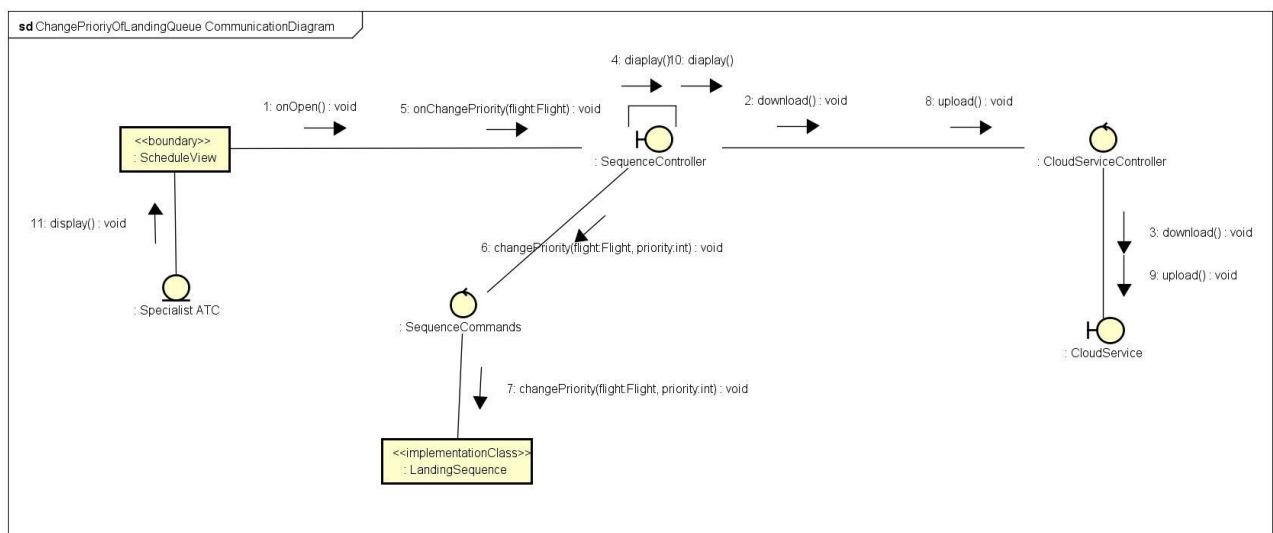 sd ChangePrioriyOfLandingQueue CommunicationDiagram
4: diaplay()
10: diaplay()
1: onOpen() : void
5: onChangePriority(flight:Flight) : void
2: download() : void
8: upload() : void
<<boundary>>
: ScheduleView
: SequenceController
: CloudServiceController
11: display() : void
3: download() : void
6: changePriority(flight:Flight, priority:int) : void
9: upload() : void
: Specialist ATC
: SequenceCommands
: CloudService
7: changePriority(flight:Flight, priority:int) : void
<<implementationClass>>
: LandingSequence